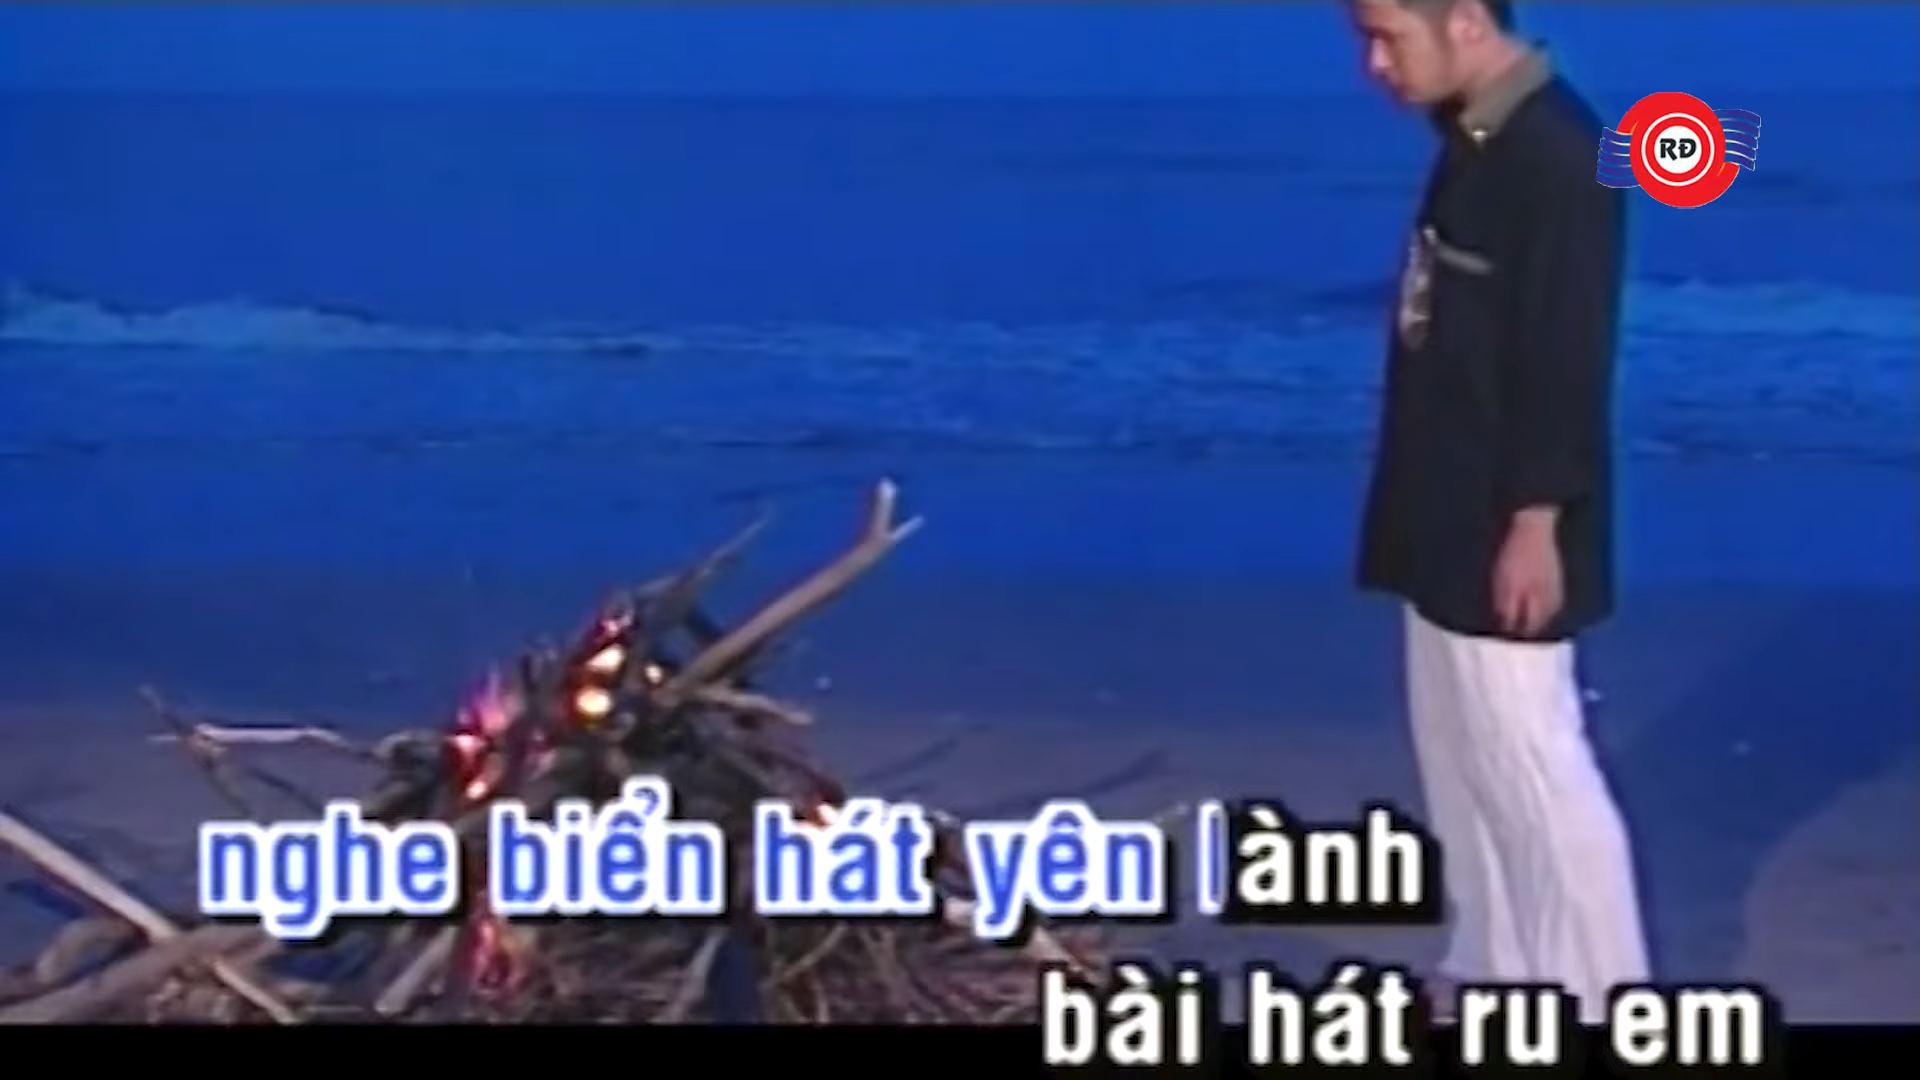 RĐ
nghe biển hát yên lành
bài hát ru em